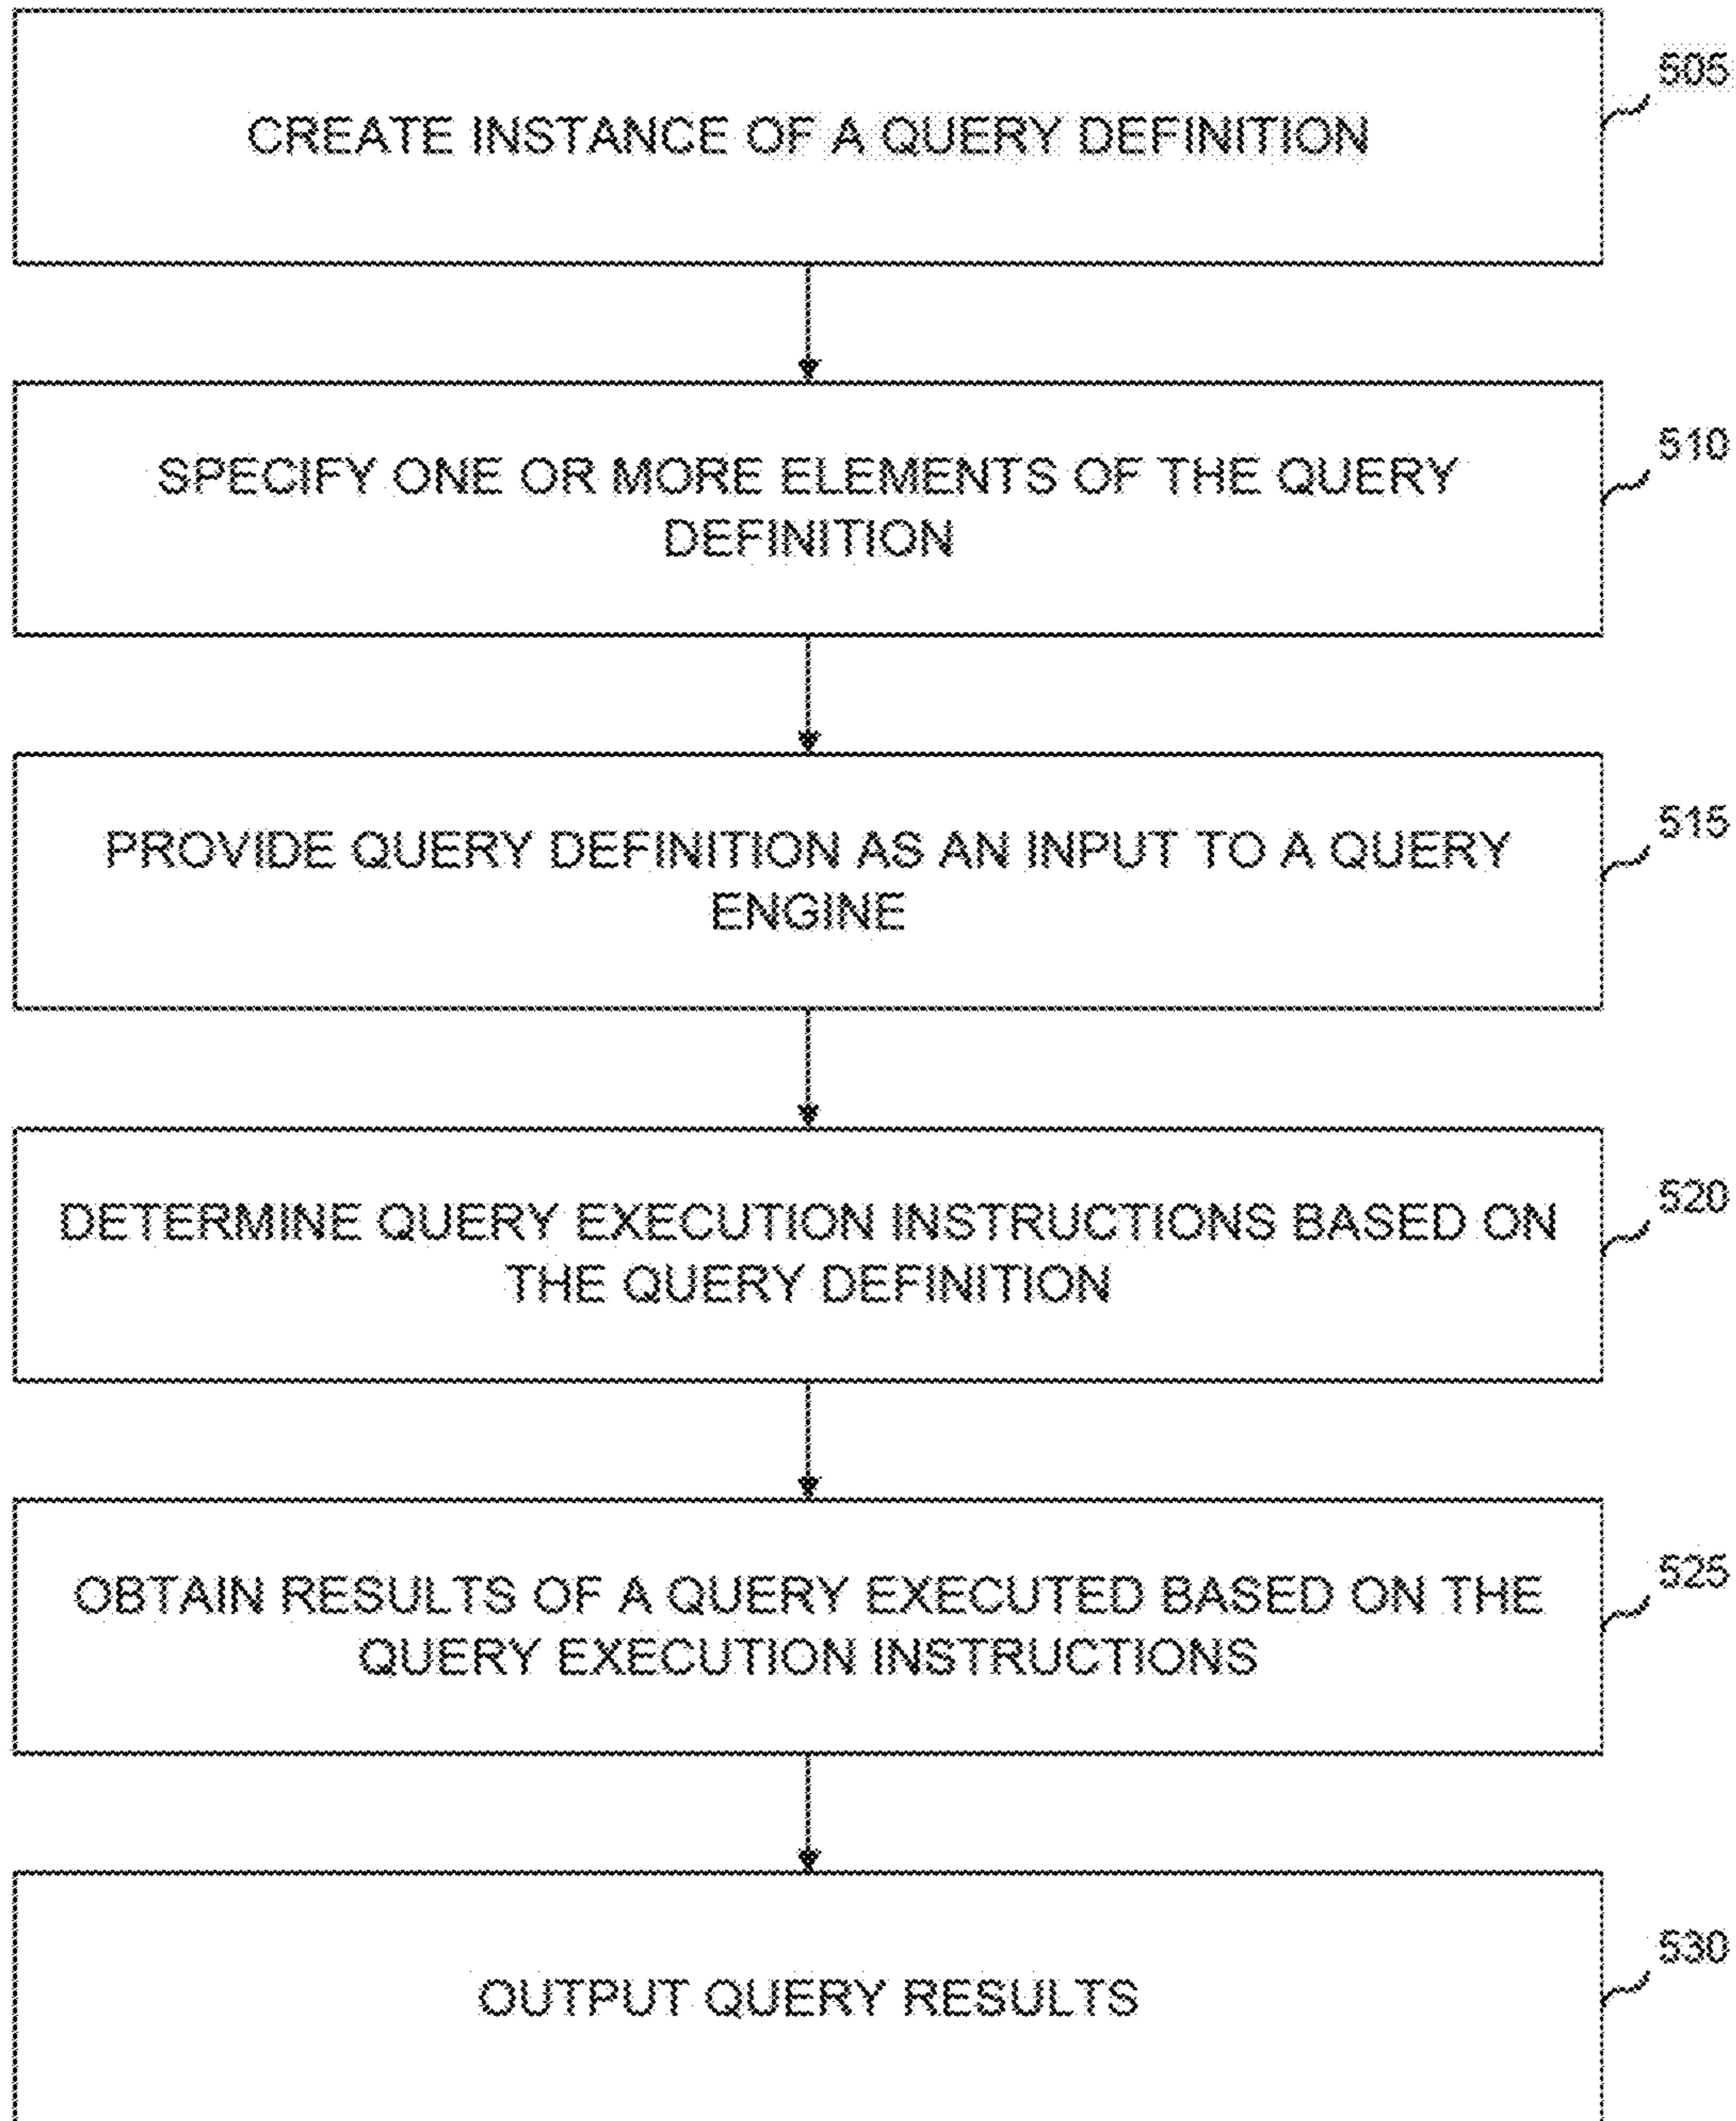 CREATE INSTANCE OF A QUERY DEFINITION
505
SPECIFY ONE OR MORE ELEMENTS OF THE QUERY
DEFINITION
510
PROVIDE QUERY DEFINITION AS AN INPUT TO A QUERY
ENGINE
515
DETERMINE QUERY EXECUTION INSTRUCTIONS BASED ON
THE QUERY DEFINITION
520
OBTAIN RESULTS OF A QUERY EXECUTED BASED ON THE
QUERY EXECUTION INSTRUCTIONS
525
OUTPUT QUERY RESULTS
530